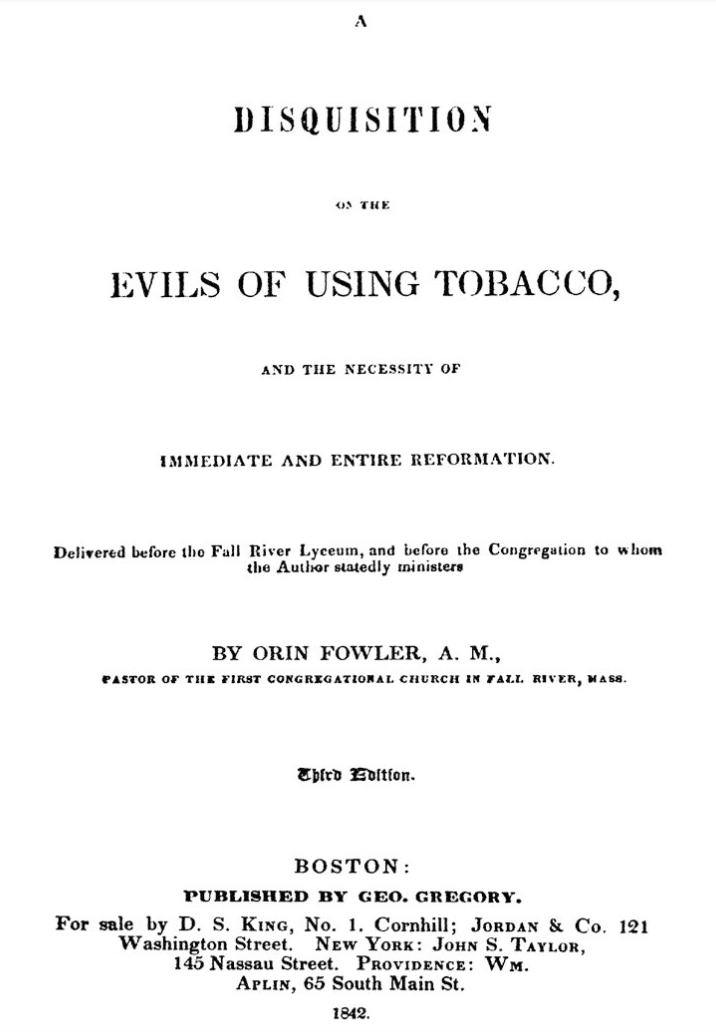 A
DISQUISITION
ON THE
EVILS OF USING TOBACCO,
AND THE NECESSITY OF
IMMEDIATE AND ENTIRE REFORMATION.
Delivered before the Fall River Lyceum, and before the Congregation to whom
the Author statedly ministers
BY ORIN FOWLER, A. M.,
PASTOR OF THE FIRST CONGREGATIONAL CHURCH IN FALL RIVER, MASS.
Third Edition.
BOSTON:
PUBLISHED BY GEO. GREGORY.
For sale by D. S. KING, No. 1. Cornhill; JORDAN & Co. 121
Washington Street. NEW YORK: JOHN S. TAYLOR,
145 Nassau Street. PROVIDENCE: WM.
APLIN, 65 South Main St.
1842.